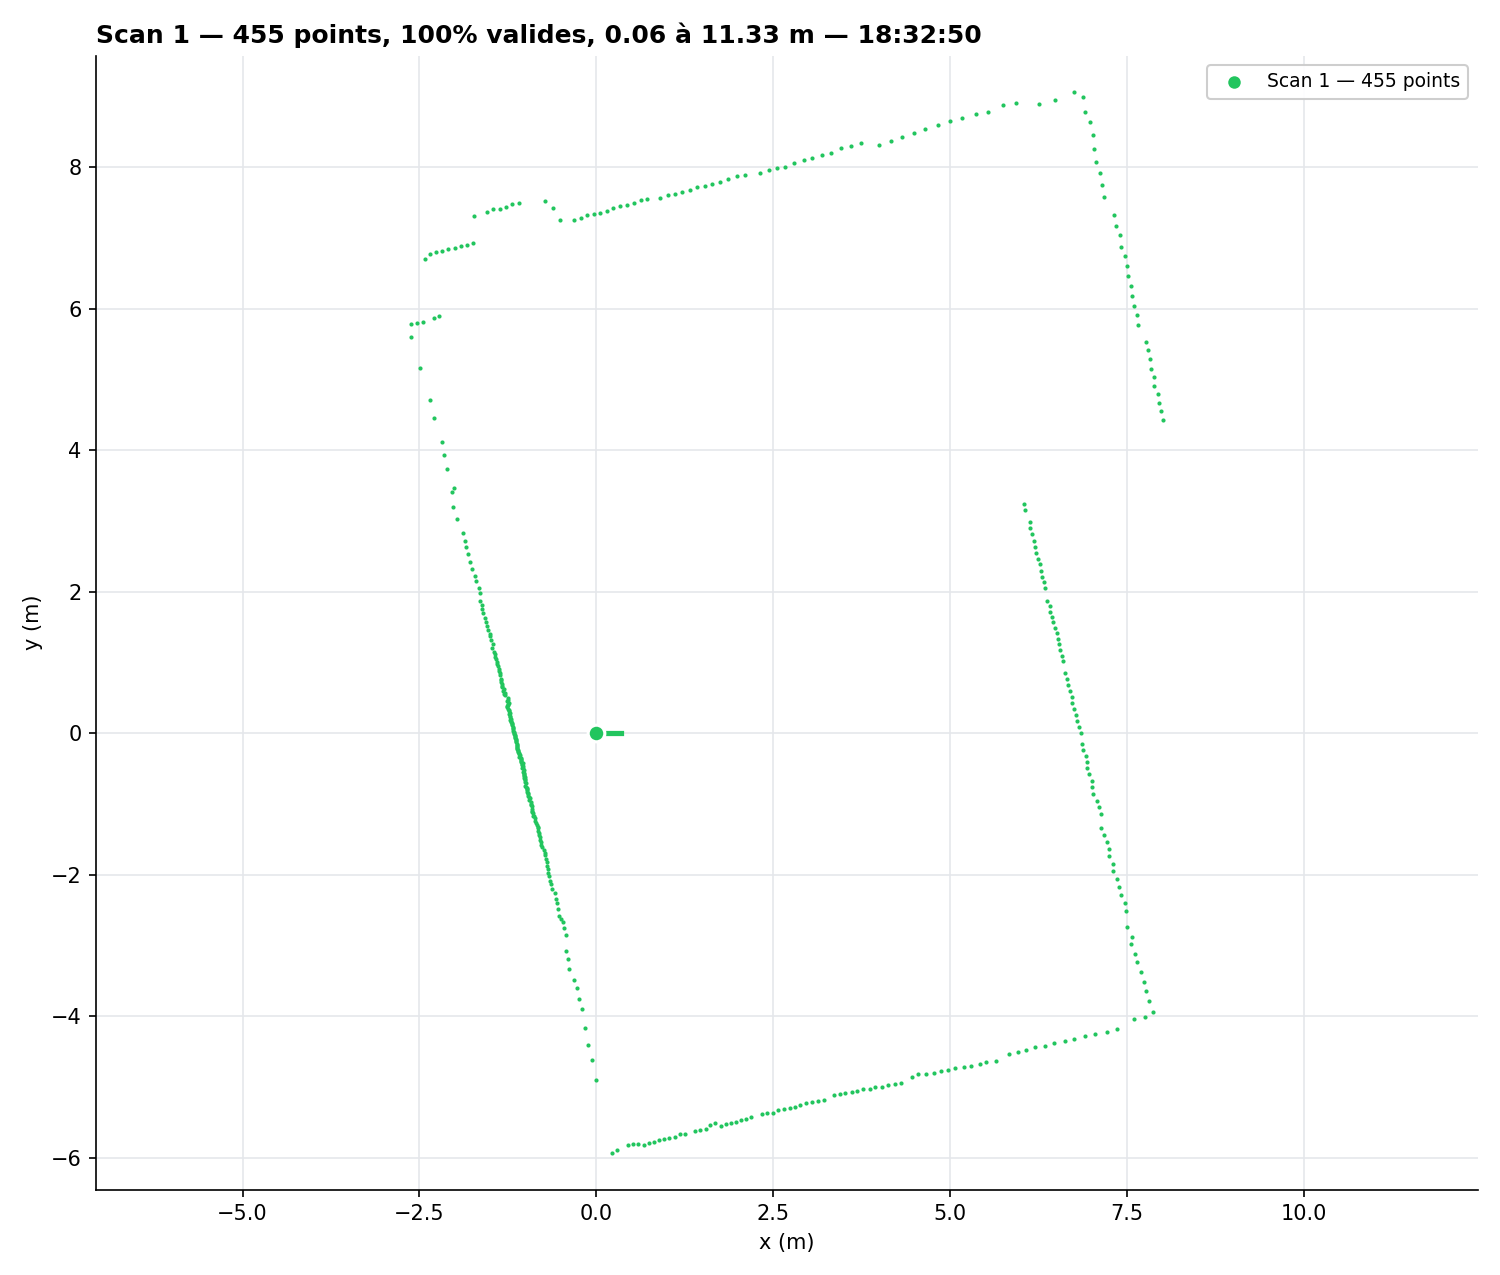 Scan 1 — 455 points, 100% valides, 0.06 à 11.33 m — 18:32:50
Scan 1 — 455 points
8
6
4
2
0
−2
−4
−6
y (m)
−5.0 −2.5 0.0 2.5 5.0 7.5 10.0
x (m)